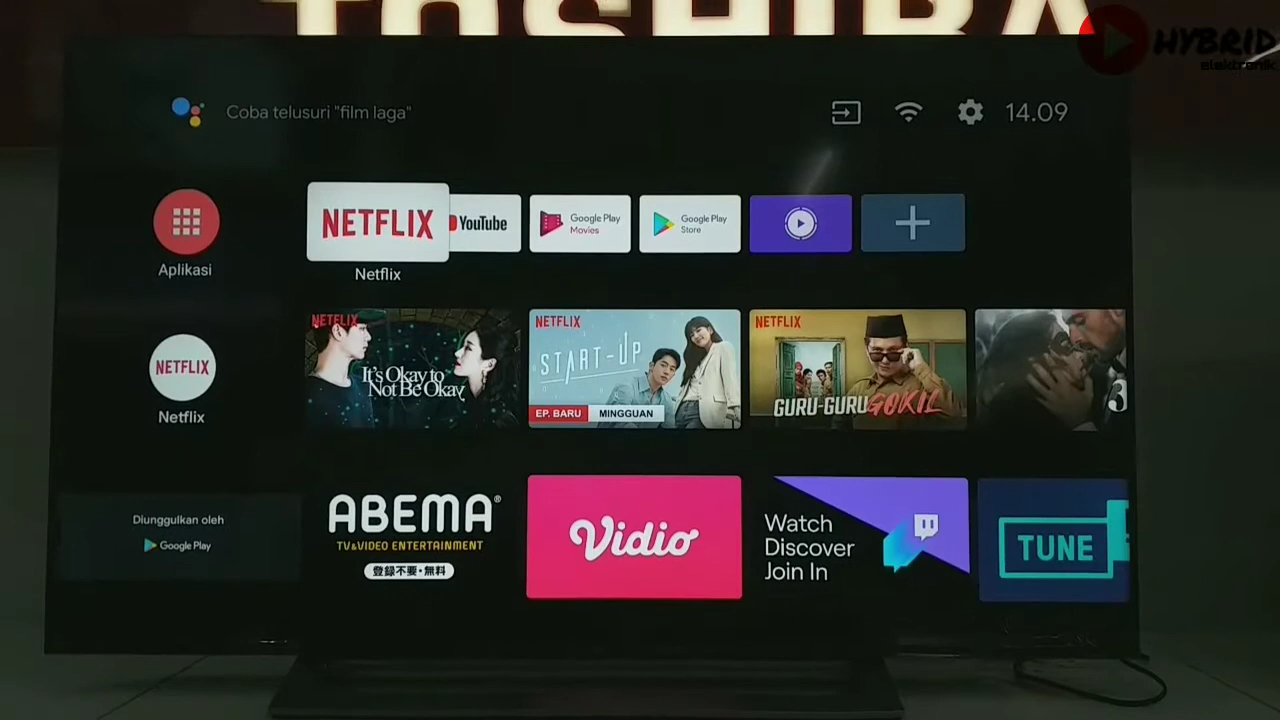 TOSHIBA
HYBRID
elektronik
Coba telusuri "film laga"
14.09
Aplikasi
NETFLIX
YouTube
Google Play
Movies
Google Play
Store
Netflix
NETFLIX
Netflix
NETFLIX
It's Okay to
Not Be Okay
NETFLIX
START-UP
EP. BARU
MINGGUAN
NETFLIX
GURU-GURU GOKIL
3
Diunggulkan oleh
Google Play
ABEMA®
TV&VIDEO ENTERTAINMENT
登録不要・無料
Vidio
Watch
Discover
Join In
TUNE